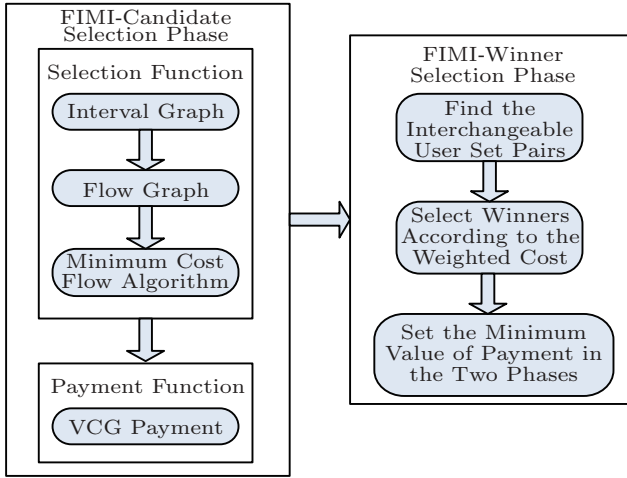 FIMI-Candidate
Selection Phase
Selection Function
Interval Graph
Flow Graph
Minimum Cost
Flow Algorithm
Payment Function
VCG Payment
FIMI-Winner
Selection Phase
Find the
Interchangeable
User Set Pairs
Select Winners
According to the
Weighted Cost
Set the Minimum
Value of Payment in
the Two Phases